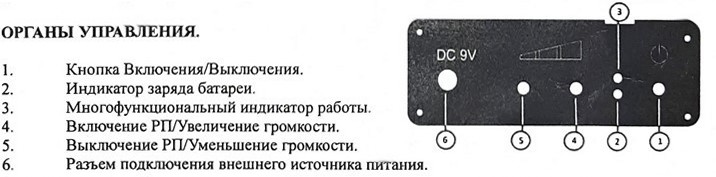 ОРГАНЫ УПРАВЛЕНИЯ.
1. Кнопка Включения/Выключения.
2. Индикатор заряда батареи.
3. Многофункциональный индикатор работы.
4. Включение РП/Увеличение громкости.
5. Выключение РП/Уменьшение громкости.
6. Разъем подключения внешнего источника питания.
3
DC 9V
6 5 4 2 1